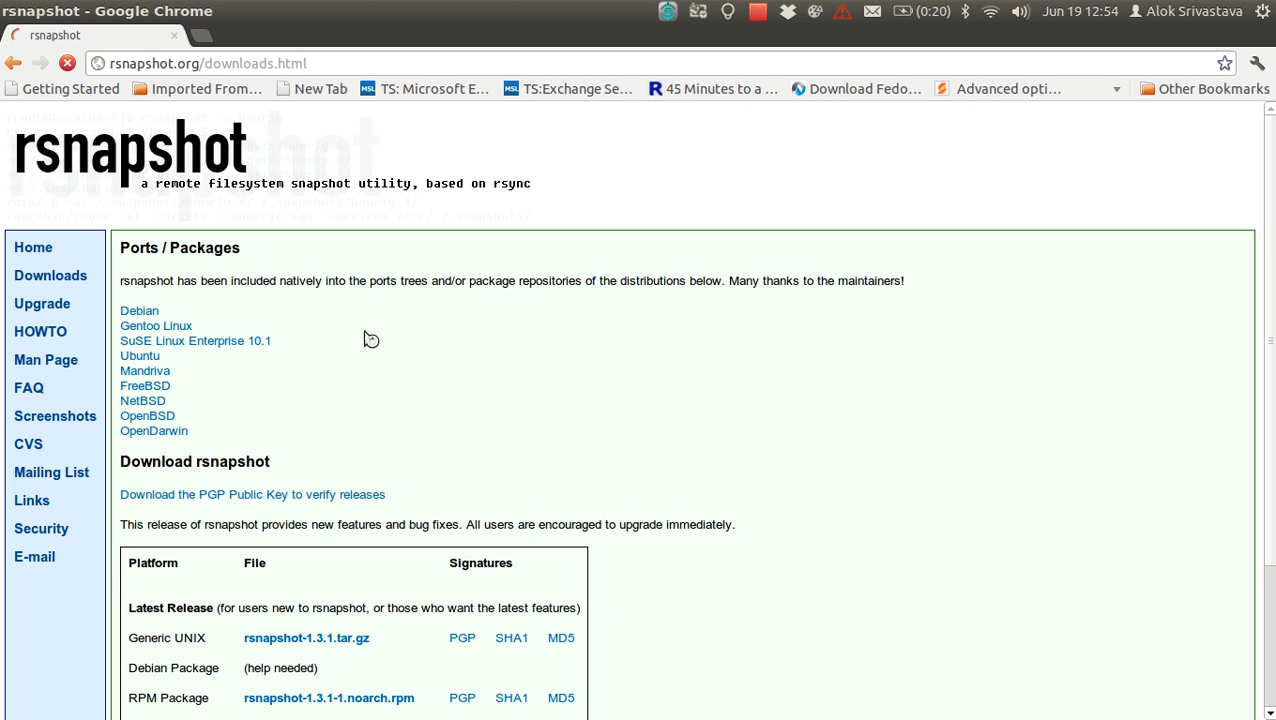 rsnapshot - Google Chrome
(0:20)
Jun 19 12:54
Alok Srivastava
rsnapshot
rsnapshot.org/downloads.html
Getting Started
Imported From...
New Tab
TS: Microsoft E...
TS:Exchange Se...
45 Minutes to a ...
Download Fedo...
Advanced opti...
Other Bookmarks
rsnapshot
a remote filesystem snapshot utility, based on rsync
Home
Downloads
Upgrade
HOWTO
Man Page
FAQ
Screenshots
CVS
Mailing List
Links
Security
E-mail
Ports / Packages
rsnapshot has been included natively into the ports trees and/or package repositories of the distributions below. Many thanks to the maintainers!
Debian
Gentoo Linux
SuSE Linux Enterprise 10.1
Ubuntu
Mandriva
FreeBSD
NetBSD
OpenBSD
OpenDarwin
Download rsnapshot
Download the PGP Public Key to verify releases
This release of rsnapshot provides new features and bug fixes. All users are encouraged to upgrade immediately.
Platform File Signatures
Latest Release (for users new to rsnapshot, or those who want the latest features)
Generic UNIX rsnapshot-1.3.1.tar.gz PGP SHA1 MD5
Debian Package (help needed)
RPM Package rsnapshot-1.3.1-1.noarch.rpm PGP SHA1 MD5